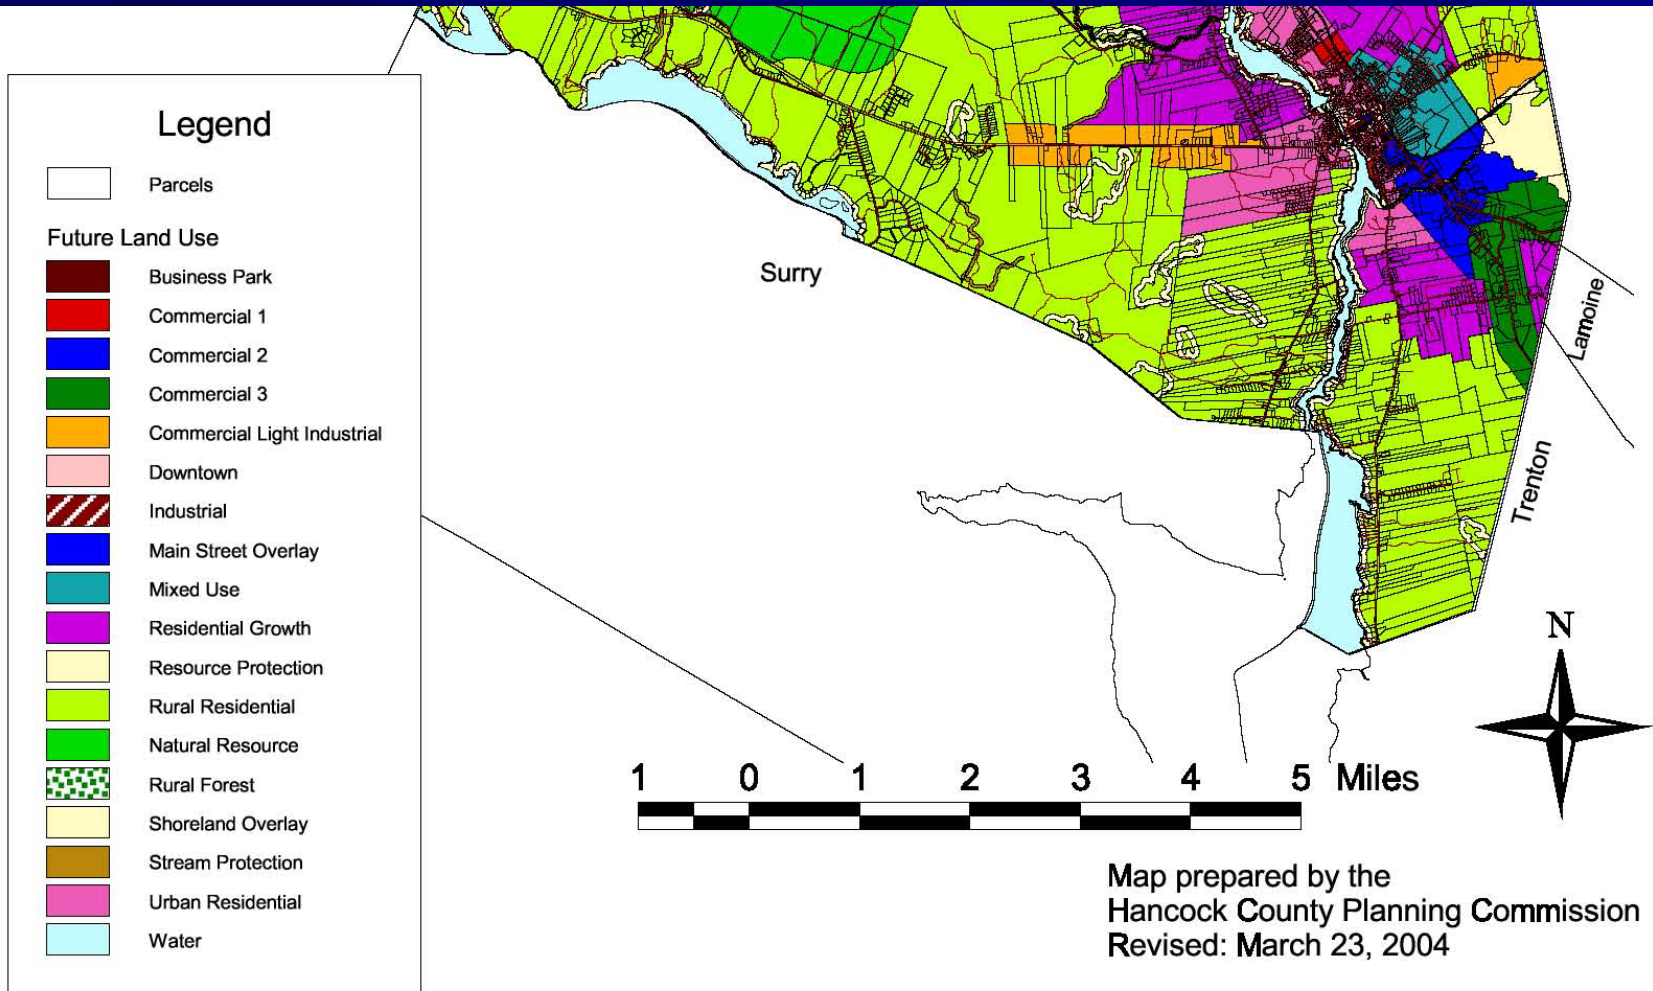 Legend
Parcels
Future Land Use
Business Park
Commercial 1
Commercial 2
Commercial 3
Commercial Light Industrial
Downtown
Industrial
Main Street Overlay
Mixed Use
Residential Growth
Resource Protection
Rural Residential
Natural Resource
Rural Forest
Shoreland Overlay
Stream Protection
Urban Residential
Water
Surry
Lamoine
Trenton
N
1 0 1 2 3 4 5 Miles
Map prepared by the
Hancock County Planning Commission
Revised: March 23, 2004